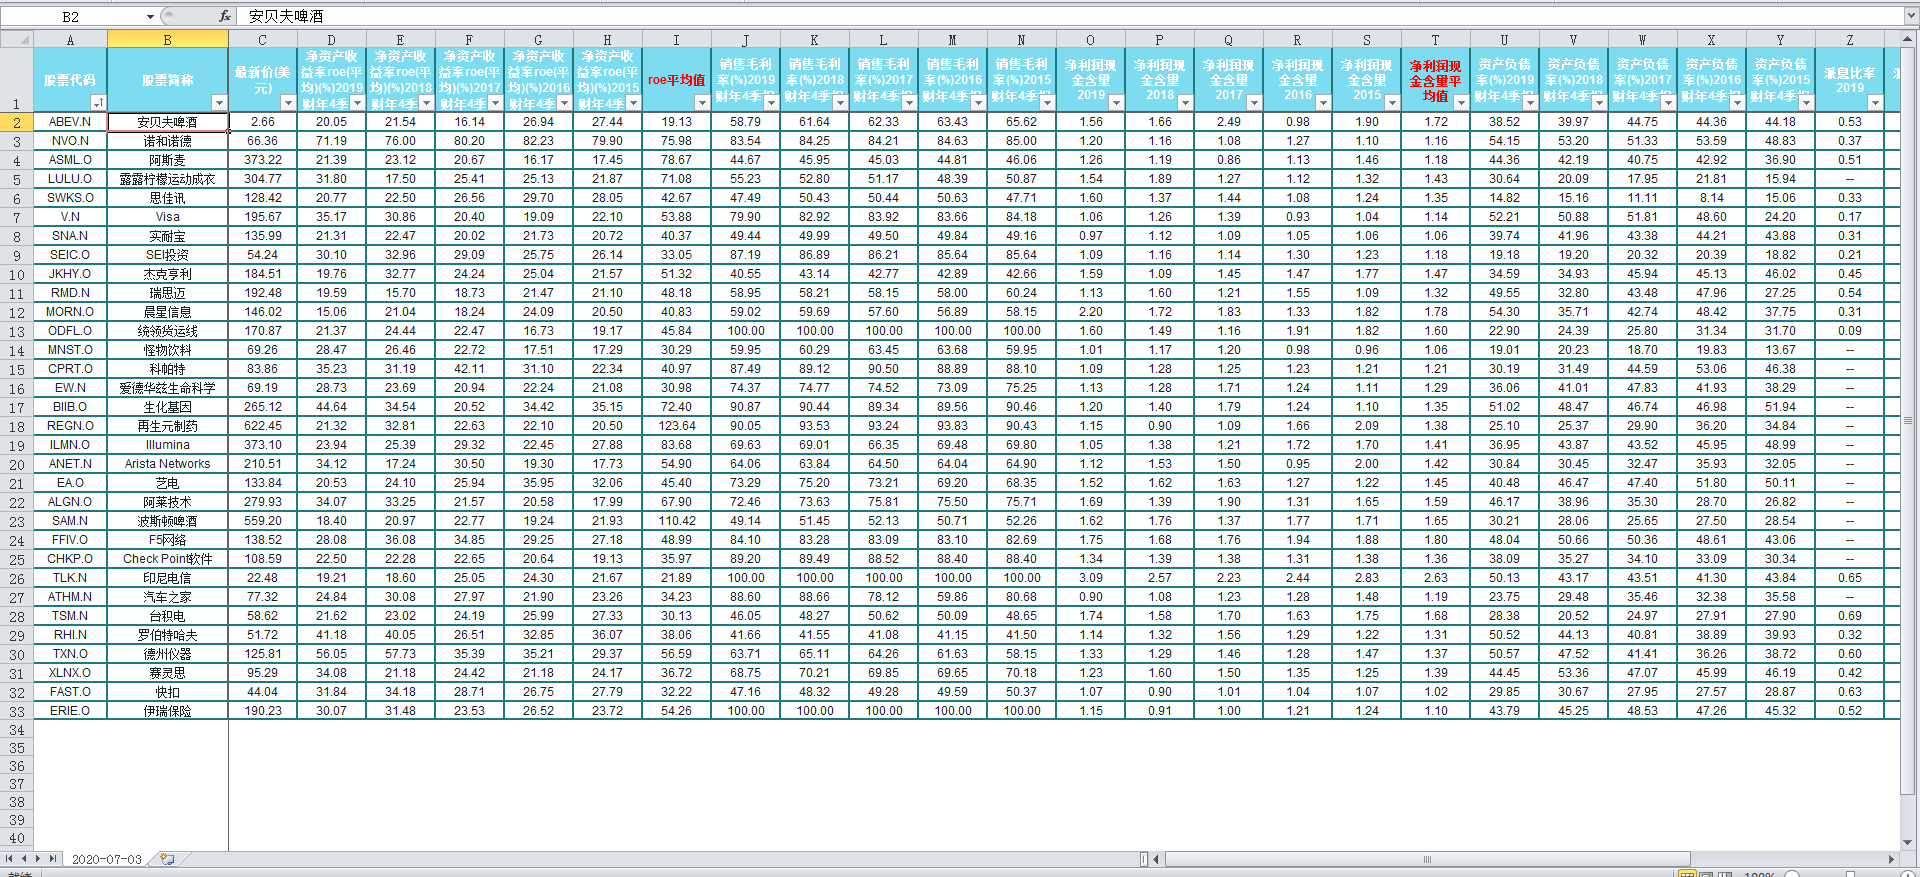 B2 fx 安贝夫啤酒
A B C D E F G H I J K L M N O P Q R S T U V W X Y Z
1 股票代码 股票简称 最新价(美元) 净资产收益率roe(平均)(%)2019财年4季 净资产收益率roe(平均)(%)2018财年4季 净资产收益率roe(平均)(%)2017财年4季 净资产收益率roe(平均)(%)2016财年4季 净资产收益率roe(平均)(%)2015财年4季 roe平均值 销售毛利率(%)2019财年4季 销售毛利率(%)2018财年4季 销售毛利率(%)2017财年4季 销售毛利率(%)2016财年4季 销售毛利率(%)2015财年4季 净利润现金含量2019 净利润现金含量2018 净利润现金含量2017 净利润现金含量2016 净利润现金含量2015 净利润现金含量平均值 资产负债率(%)2019财年4季 资产负债率(%)2018财年4季 资产负债率(%)2017财年4季 资产负债率(%)2016财年4季 资产负债率(%)2015财年4季 派息比率2019
2 ABEV.N 安贝夫啤酒 2.66 20.05 21.54 16.14 26.94 27.44 19.13 58.79 61.64 62.33 63.43 65.62 1.56 1.66 2.49 0.98 1.90 1.72 38.52 39.97 44.75 44.36 44.18 0.53
3 NVO.N 诺和诺德 66.36 71.19 76.00 80.20 82.23 79.90 75.98 83.54 84.25 84.21 84.63 85.00 1.20 1.16 1.08 1.27 1.10 1.16 54.15 53.20 51.33 53.59 48.83 0.37
4 ASML.O 阿斯麦 373.22 21.39 23.12 20.67 16.17 17.45 78.67 44.67 45.95 45.03 44.81 46.06 1.26 1.19 0.86 1.13 1.46 1.18 44.36 42.19 40.75 42.92 36.90 0.51
5 LULU.O 露露柠檬运动成衣 304.77 31.80 17.50 25.41 25.13 21.87 71.08 55.23 52.80 51.17 48.39 50.87 1.54 1.89 1.27 1.12 1.32 1.43 30.64 20.09 17.95 21.81 15.94 --
6 SWKS.O 思佳讯 128.42 20.77 22.50 26.56 29.70 28.05 42.67 47.49 50.43 50.44 50.63 47.71 1.60 1.37 1.44 1.08 1.24 1.35 14.82 15.16 11.11 8.14 15.06 0.33
7 V.N Visa 195.67 35.17 30.86 20.40 19.09 22.10 53.88 79.90 82.92 83.92 83.66 84.18 1.06 1.26 1.39 0.93 1.04 1.14 52.21 50.88 51.81 48.60 24.20 0.17
8 SNA.N 实耐宝 135.99 21.31 22.47 20.02 21.73 20.72 40.37 49.44 49.99 49.50 49.84 49.16 0.97 1.12 1.09 1.05 1.06 1.06 39.74 41.96 43.38 44.21 43.88 0.31
9 SEIC.O SEI投资 54.24 30.10 32.96 29.09 25.75 26.14 33.05 87.19 86.89 86.21 85.64 85.64 1.09 1.16 1.14 1.30 1.23 1.18 19.18 19.20 20.32 20.39 18.82 0.21
10 JKHY.O 杰克亨利 184.51 19.76 32.77 24.24 25.04 21.57 51.32 40.55 43.14 42.77 42.89 42.66 1.59 1.09 1.45 1.47 1.77 1.47 34.59 34.93 45.94 45.13 46.02 0.45
11 RMD.N 瑞思迈 192.48 19.59 15.70 18.73 21.47 21.10 48.18 58.95 58.21 58.15 58.00 60.24 1.13 1.60 1.21 1.55 1.09 1.32 49.55 32.80 43.48 47.96 27.25 0.54
12 MORN.O 晨星信息 146.02 15.06 21.04 18.24 24.09 20.50 40.83 59.02 59.69 57.60 56.89 58.15 2.20 1.72 1.83 1.33 1.82 1.78 54.30 35.71 42.74 48.42 37.75 0.31
13 ODFL.O 统领货运线 170.87 21.37 24.44 22.47 16.73 19.17 45.84 100.00 100.00 100.00 100.00 100.00 1.60 1.49 1.16 1.91 1.82 1.60 22.90 24.39 25.80 31.34 31.70 0.09
14 MNST.O 怪物饮料 69.26 28.47 26.46 22.72 17.51 17.29 30.29 59.95 60.29 63.45 63.68 59.95 1.01 1.17 1.20 0.98 0.96 1.06 19.01 20.23 18.70 19.83 13.67 --
15 CPRT.O 科帕特 83.86 35.23 31.19 42.11 31.10 22.34 40.97 87.49 89.12 90.50 88.89 88.10 1.09 1.28 1.25 1.23 1.21 1.21 30.19 31.49 44.59 53.06 46.38 --
16 EW.N 爱德华兹生命科学 69.19 28.73 23.69 20.94 22.24 21.08 30.98 74.37 74.77 74.52 73.09 75.25 1.13 1.28 1.71 1.24 1.11 1.29 36.06 41.01 47.83 41.93 38.29 --
17 BIIB.O 生化基因 265.12 44.64 34.54 20.52 34.42 35.15 72.40 90.87 90.44 89.34 89.56 90.46 1.20 1.40 1.79 1.24 1.10 1.35 51.02 48.47 46.74 46.98 51.94 --
18 REGN.O 再生元制药 622.45 21.32 32.81 22.63 22.10 20.50 123.64 90.05 93.53 93.24 93.83 90.43 1.15 0.90 1.09 1.66 2.09 1.38 25.10 25.37 29.90 36.20 34.84 --
19 ILMN.O Illumina 373.10 23.94 25.39 29.32 22.45 27.88 83.68 69.63 69.01 66.35 69.48 69.80 1.05 1.38 1.21 1.72 1.70 1.41 36.95 43.87 43.52 45.95 48.99 --
20 ANET.N Arista Networks 210.51 34.12 17.24 30.50 19.30 17.73 54.90 64.06 63.84 64.50 64.04 64.90 1.12 1.53 1.50 0.95 2.00 1.42 30.84 30.45 32.47 35.93 32.05 --
21 EA.O 艺电 133.84 20.53 24.10 25.94 35.95 32.06 45.40 73.29 75.20 73.21 69.20 68.35 1.52 1.62 1.63 1.27 1.22 1.45 40.48 46.47 47.40 51.80 50.11 --
22 ALGN.O 阿莱技术 279.93 34.07 33.25 21.57 20.58 17.99 67.90 72.46 73.63 75.81 75.50 75.71 1.69 1.39 1.90 1.31 1.65 1.59 46.17 38.96 35.30 28.70 26.82 --
23 SAM.N 波斯顿啤酒 559.20 18.40 20.97 22.77 19.24 21.93 110.42 49.14 51.45 52.13 50.71 52.26 1.62 1.76 1.37 1.77 1.71 1.65 30.21 28.06 25.65 27.50 28.54 --
24 FFIV.O F5网络 138.52 28.08 36.08 34.85 29.25 27.18 48.99 84.10 83.28 83.09 83.10 82.69 1.75 1.68 1.76 1.94 1.88 1.80 48.04 50.66 50.36 48.61 43.06 --
25 CHKP.O Check Point软件 108.59 22.50 22.28 22.65 20.64 19.13 35.97 89.20 89.49 88.52 88.40 88.40 1.34 1.39 1.38 1.31 1.38 1.36 38.09 35.27 34.10 33.09 30.34 --
26 TLK.N 印尼电信 22.48 19.21 18.60 25.05 24.30 21.67 21.89 100.00 100.00 100.00 100.00 100.00 3.09 2.57 2.23 2.44 2.83 2.63 50.13 43.17 43.51 41.30 43.84 0.65
27 ATHM.N 汽车之家 77.32 24.84 30.08 27.97 21.90 23.26 34.23 88.60 88.66 78.12 59.86 80.68 0.90 1.08 1.23 1.28 1.48 1.19 23.75 29.48 35.46 32.38 35.58 --
28 TSM.N 台积电 58.62 21.62 23.02 24.19 25.99 27.33 30.13 46.05 48.27 50.62 50.09 48.65 1.74 1.58 1.70 1.63 1.75 1.68 28.38 20.52 24.97 27.91 27.90 0.69
29 RHI.N 罗伯特哈夫 51.72 41.18 40.05 26.51 32.85 36.07 38.06 41.66 41.55 41.08 41.15 41.50 1.14 1.32 1.56 1.29 1.22 1.31 50.52 44.13 40.81 38.89 39.93 0.32
30 TXN.O 德州仪器 125.81 56.05 57.73 35.39 35.21 29.37 56.59 63.71 65.11 64.26 61.63 58.15 1.33 1.29 1.46 1.28 1.47 1.37 50.57 47.52 41.41 36.26 38.72 0.60
31 XLNX.O 赛灵思 95.29 34.08 21.18 24.42 21.18 24.17 36.72 68.75 70.21 69.85 69.65 70.18 1.23 1.60 1.50 1.35 1.25 1.39 44.45 53.36 47.07 45.99 46.19 0.42
32 FAST.O 快扣 44.04 31.84 34.18 28.71 26.75 27.79 32.22 47.16 48.32 49.28 49.59 50.37 1.07 0.90 1.01 1.04 1.07 1.02 29.85 30.67 27.95 27.57 28.87 0.63
33 ERIE.O 伊瑞保险 190.23 30.07 31.48 23.53 26.52 23.72 54.26 100.00 100.00 100.00 100.00 100.00 1.15 0.91 1.00 1.21 1.24 1.10 43.79 45.25 48.53 47.26 45.32 0.52
34
35
36
37
38
39
40
2020-07-03
100%